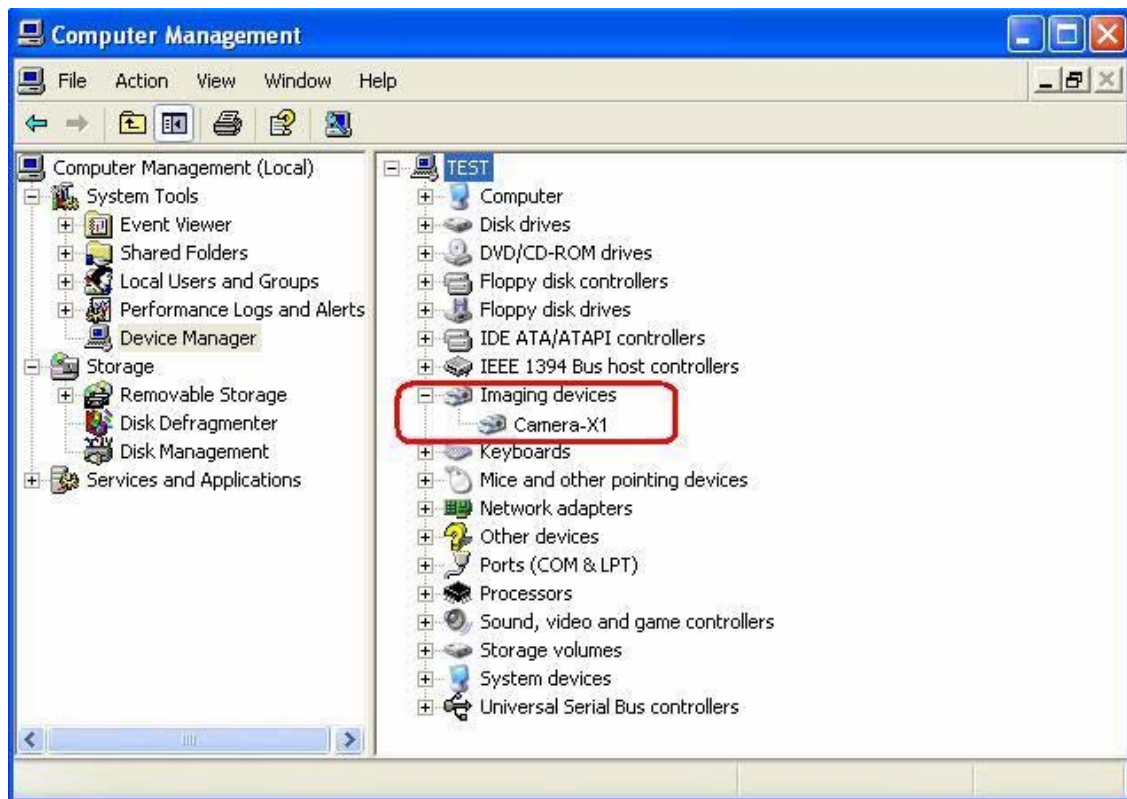 Computer Management
File Action View Window Help
Computer Management (Local)
System Tools
Event Viewer
Shared Folders
Local Users and Groups
Performance Logs and Alerts
Device Manager
Storage
Removable Storage
Disk Defragmenter
Disk Management
Services and Applications
TEST
Computer
Disk drives
DVD/CD-ROM drives
Floppy disk controllers
Floppy disk drives
IDE ATA/ATAPI controllers
IEEE 1394 Bus host controllers
Imaging devices
Camera-X1
Keyboards
Mice and other pointing devices
Network adapters
Other devices
Ports (COM & LPT)
Processors
Sound, video and game controllers
Storage volumes
System devices
Universal Serial Bus controllers